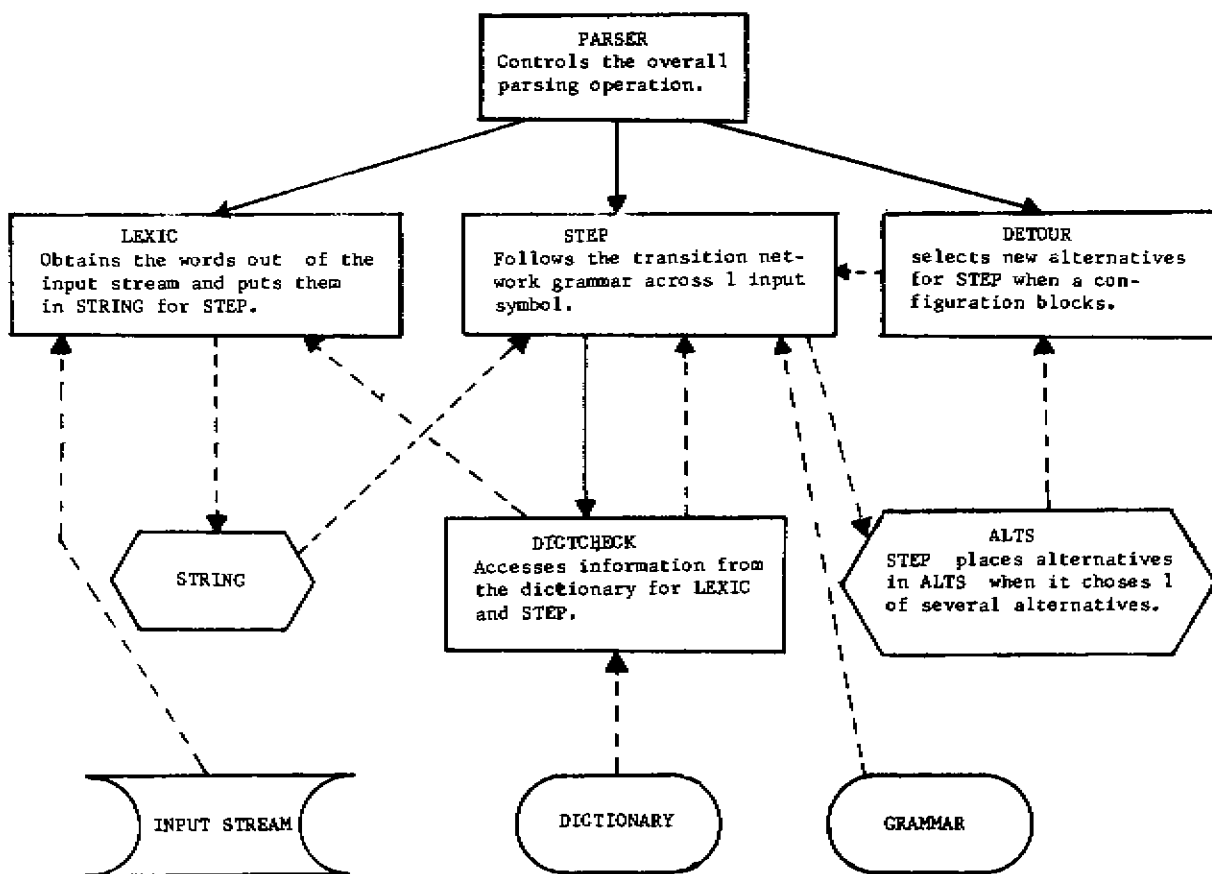 PARSER
Controls the overall
parsing operation.
LEXIC
Obtains the words out of the
input stream and puts them
in STRING for STEP.
STEP
Follows the transition net-
work grammar across 1 input
symbol.
DETOUR
selects new alternatives
for STEP when a con-
figuration blocks.
STRING
DICTCHECK
Accesses information from
the dictionary for LEXIC
and STEP.
ALTS
STEP places alternatives
in ALTS when it choses 1
of several alternatives.
INPUT STREAM
DICTIONARY
GRAMMAR